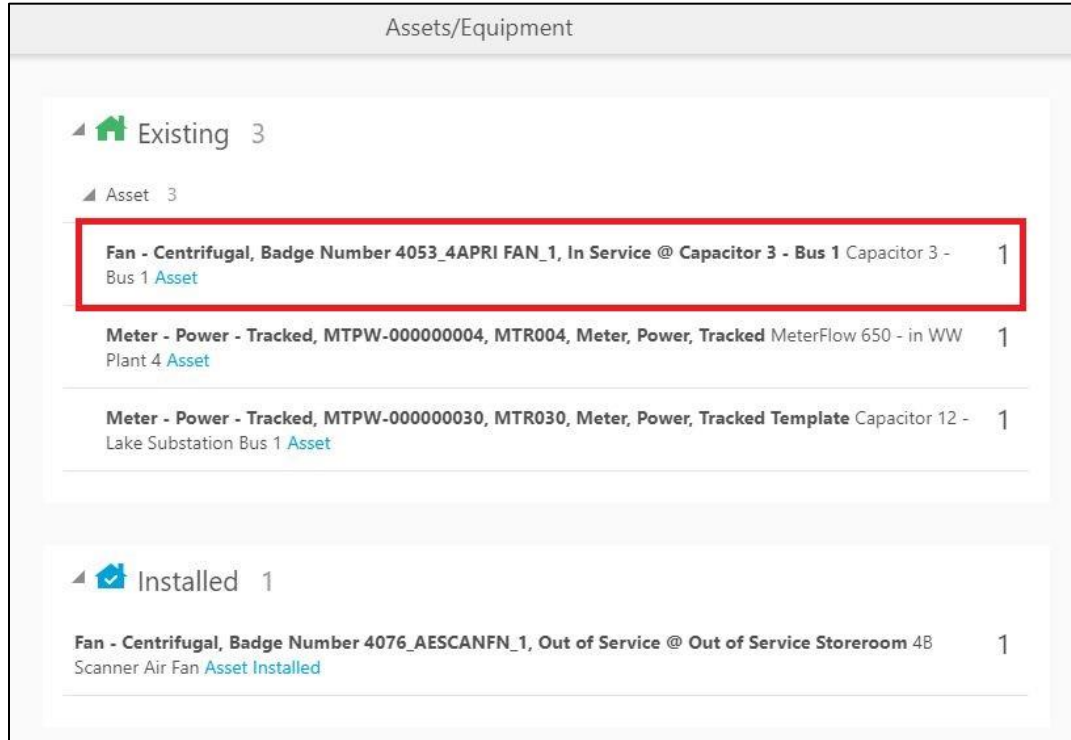 Assets/Equipment
Existing 3
Asset 3
Fan - Centrifugal, Badge Number 4053_4APRI FAN_1, In Service @ Capacitor 3 - Bus 1 Capacitor 3 - 1
Bus 1 Asset
Meter - Power - Tracked, MTPW-000000004, MTR004, Meter, Power, Tracked MeterFlow 650 - in WW 1
Plant 4 Asset
Meter - Power - Tracked, MTPW-000000030, MTR030, Meter, Power, Tracked Template Capacitor 12 - 1
Lake Substation Bus 1 Asset
Installed 1
Fan - Centrifugal, Badge Number 4076_AESCANFN_1, Out of Service @ Out of Service Storeroom 4B 1
Scanner Air Fan Asset Installed